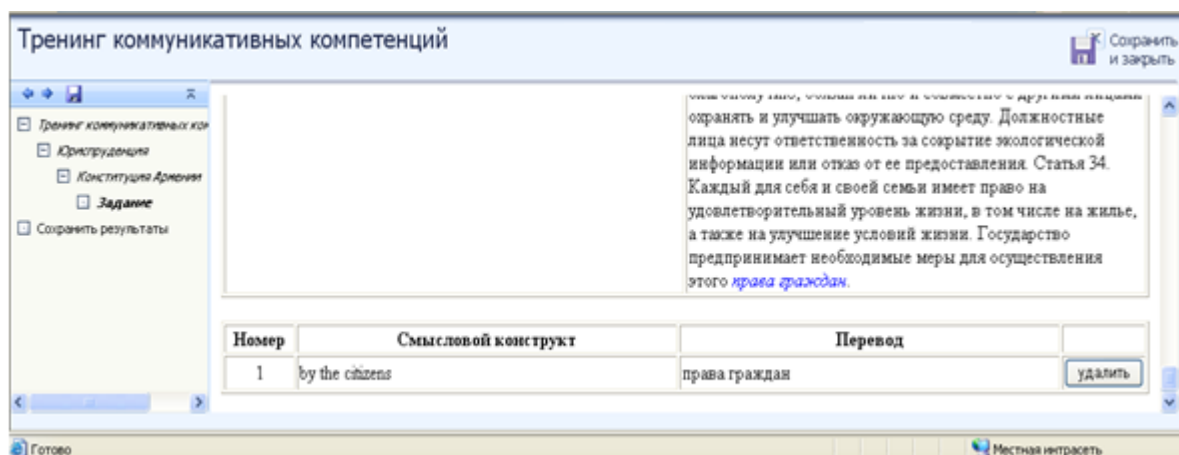 Тренинг коммуникативных компетенций
Сохранить
и закрыть
Тренинг коммуникативных ком
Юриспруденция
Конституция Армении
Задание
Сохранить результаты
и совместно с другими лицами
охранять и улучшать окружающую среду. Должностные
лица несут ответственность за сокрытие экологической
информации или отказ от ее предоставления. Статья 34.
Каждый для себя и своей семьи имеет право на
удовлетворительный уровень жизни, в том числе на жилье,
а также на улучшение условий жизни. Государство
предпринимает необходимые меры для осуществления
этого права граждан.
Номер Смысловой конструкт Перевод
1 by the citizens права граждан удалить
Готово Местная интрасеть